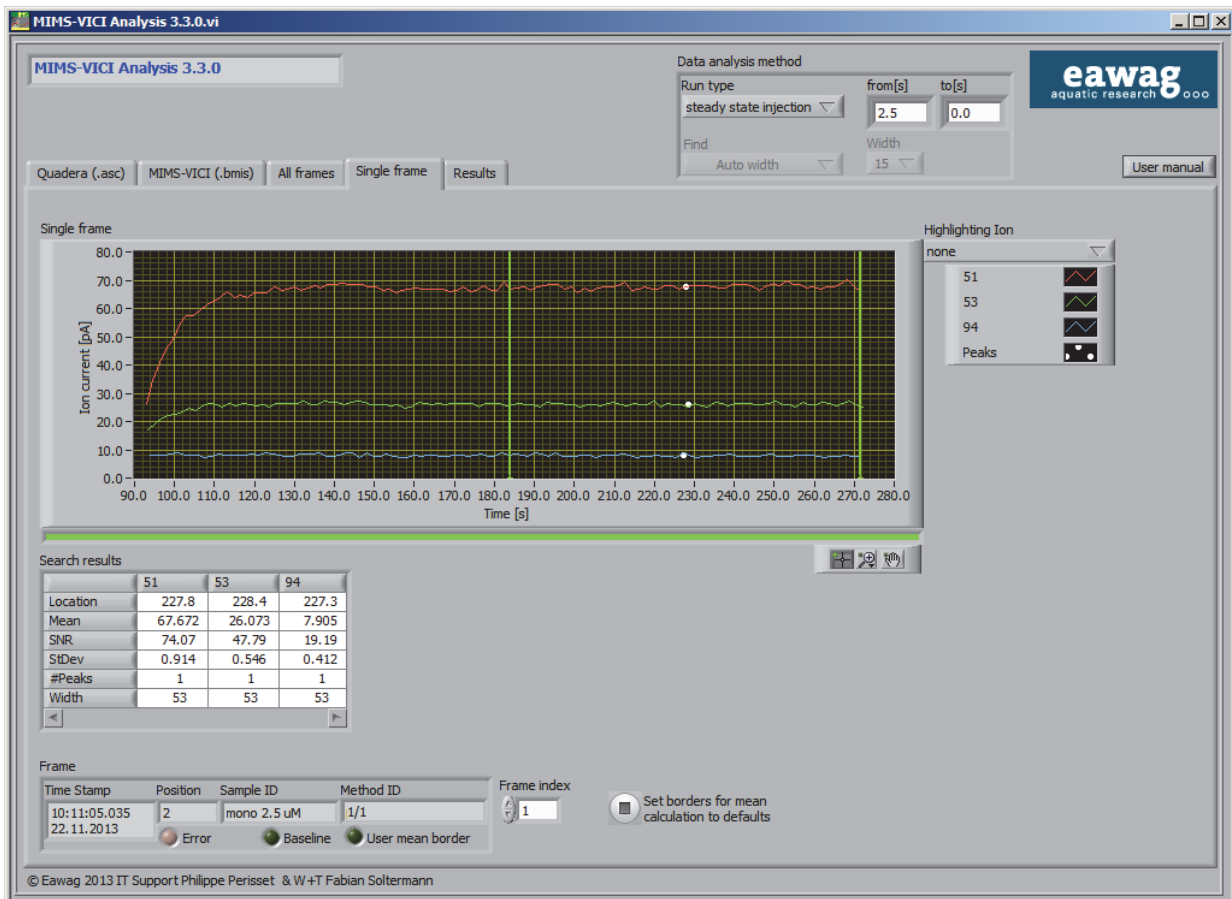 MIMS-VICI Analysis 3.3.0.vi
MIMS-VICI Analysis 3.3.0
Data analysis method
Run type
from[s]
to[s]
steady state injection
2.5
0.0
Find
Width
Auto width
15
eawag
aquatic research
User manual
Quadera (.asc)
MIMS-VICI (.bmis)
All frames
Single frame
Results
Single frame
Highlighting Ion
none
51
53
94
Peaks
80.0
70.0
60.0
50.0
40.0
30.0
20.0
10.0
0.0
Ion current [pA]
90.0 100.0 110.0 120.0 130.0 140.0 150.0 160.0 170.0 180.0 190.0 200.0 210.0 220.0 230.0 240.0 250.0 260.0 270.0 280.0
Time [s]
Search results
51 53 94
Location 227.8 228.4 227.3
Mean 67.672 26.073 7.905
SNR 74.07 47.79 19.19
StDev 0.914 0.546 0.412
#Peaks 1 1 1
Width 53 53 53
Frame
Time Stamp
Position
Sample ID
Method ID
Frame index
10:11:05.035
22.11.2013
2
mono 2.5 uM
1/1
1
Error
Baseline
User mean border
Set borders for mean
calculation to defaults
© Eawag 2013 IT Support Philippe Perisset & W+T Fabian Soltermann